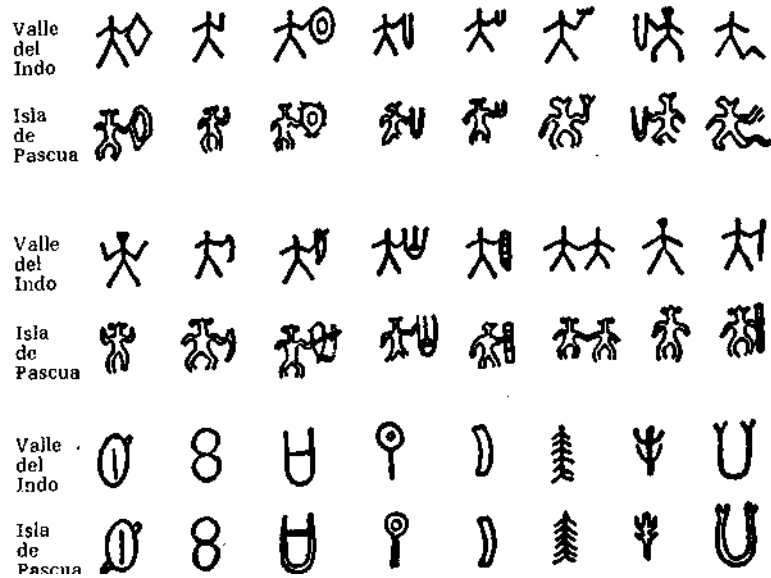 Valle
del
Indo
Isla
de
Pascua
Valle
del
Indo
Isla
de
Pascua
Valle
del
Indo
Isla
de
Pascua